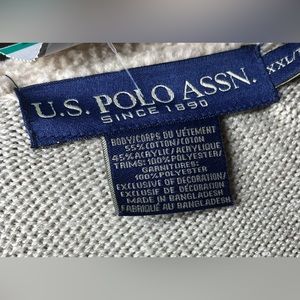 U.S. POLO ASSN.
SINCE 1890
XXL/
BODY/CORPS DU VÊTEMENT
55% COTTON/COTON
45% ACRYLIC/ACRYLIQUE
TRIMS: 100% POLYESTER/
GARNITURES:
100% POLYESTER
EXCLUSIVE OF DECORATION/
EXCLUSIF DE DÉCORATION
MADE IN BANGLADESH
FABRIQUÉ AU BANGLADESH